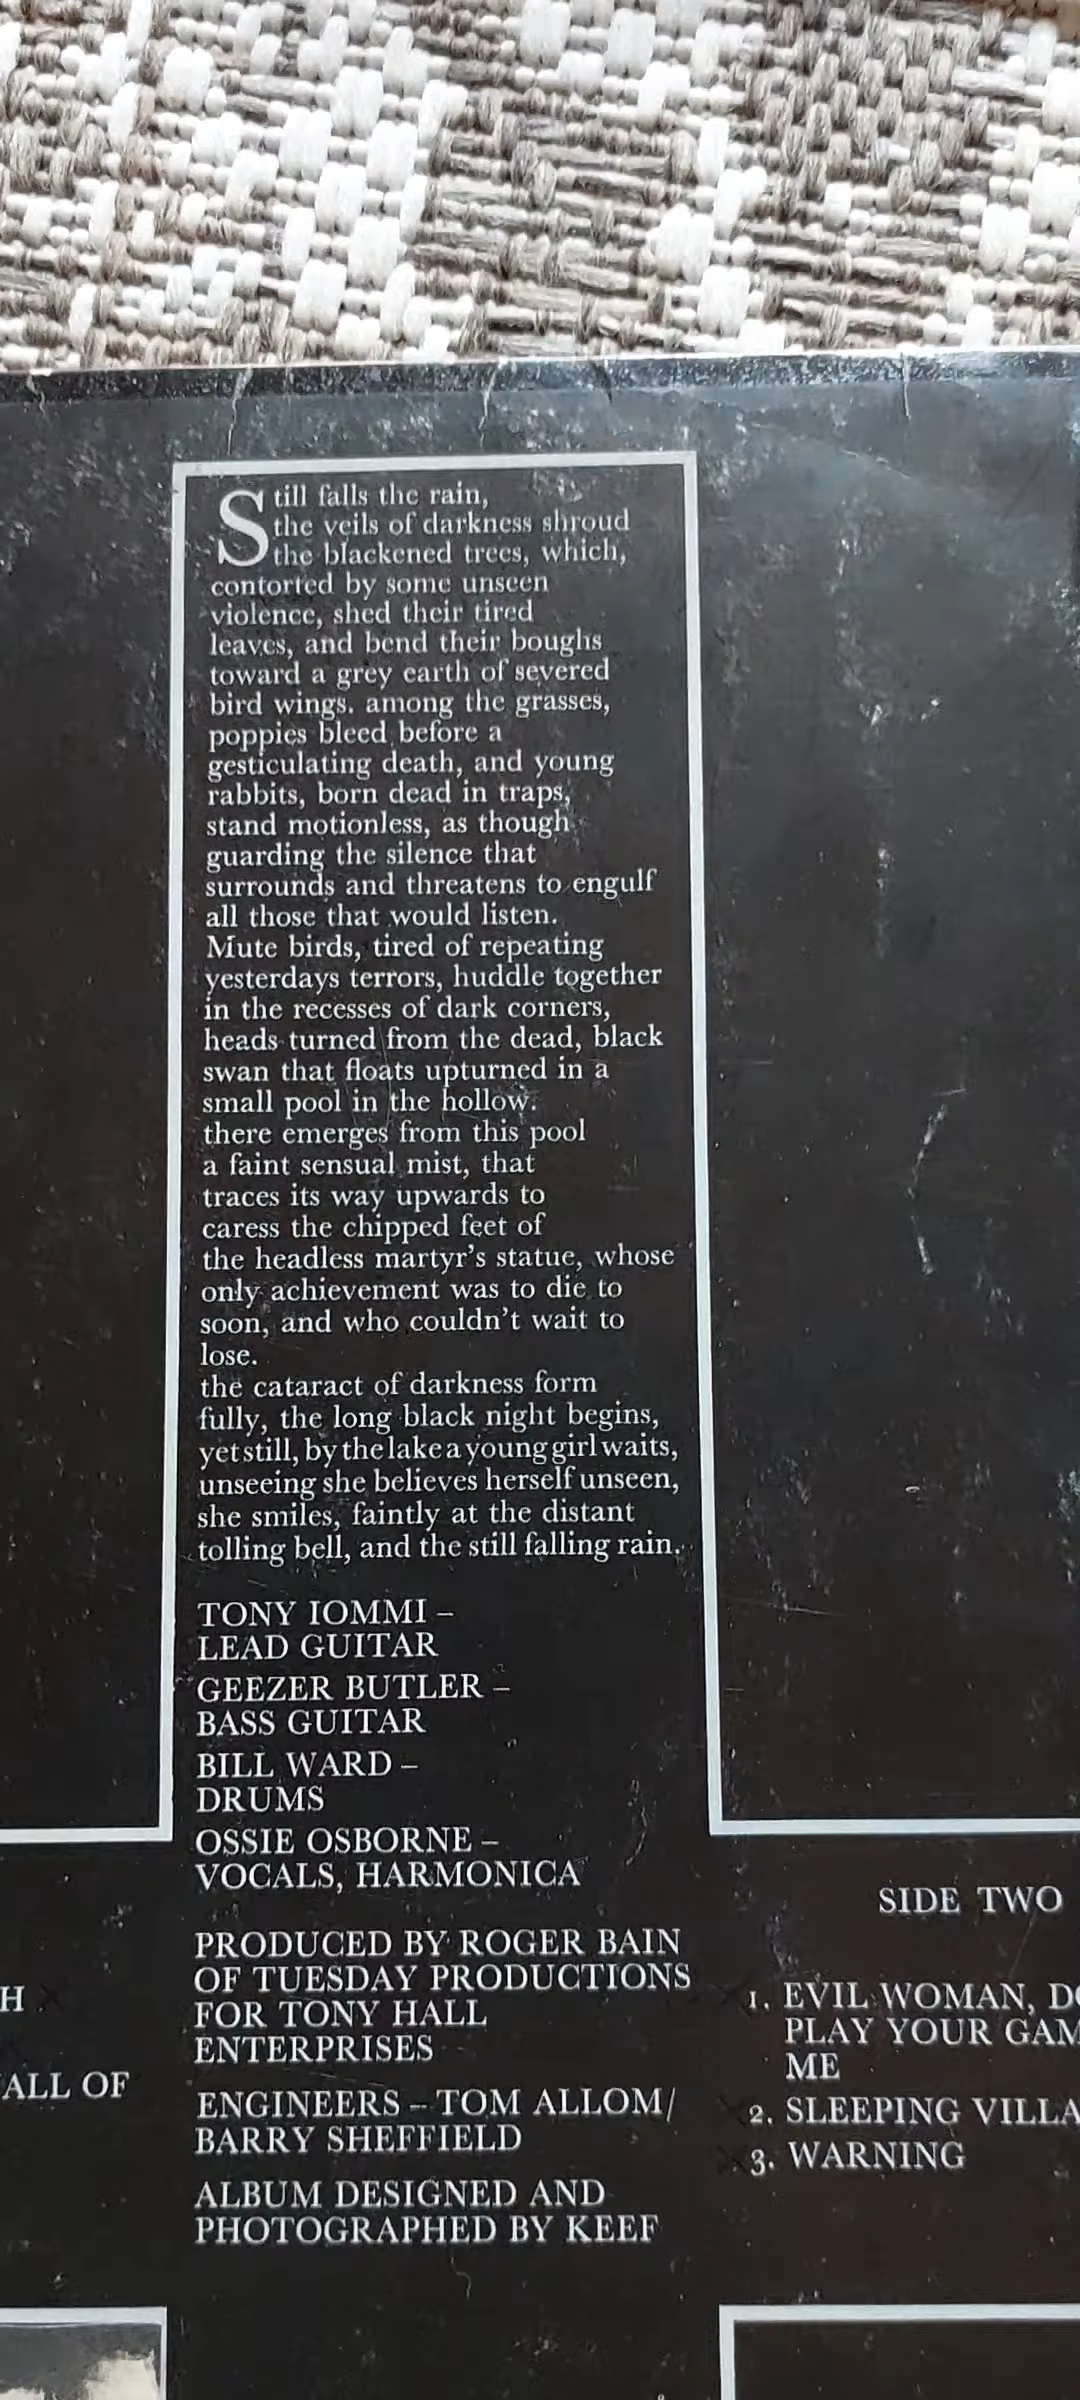 Still falls the rain,
the veils of darkness shroud
the blackened trees, which,
contorted by some unseen
violence, shed their tired
leaves, and bend their boughs
toward a grey earth of severed
bird wings. among the grasses,
poppies bleed before a
gesticulating death, and young
rabbits, born dead in traps,
stand motionless, as though
guarding the silence that
surrounds and threatens to engulf
all those that would listen.
Mute birds, tired of repeating
yesterdays terrors, huddle together
in the recesses of dark corners,
heads turned from the dead, black
swan that floats upturned in a
small pool in the hollow.
there emerges from this pool
a faint sensual mist, that
traces its way upwards to
caress the chipped feet of
the headless martyr's statue, whose
only achievement was to die to
soon, and who couldn't wait to
lose.
the cataract of darkness form
fully, the long black night begins,
yet still, by the lake a young girl waits,
unseeing she believes herself unseen,
she smiles, faintly at the distant
tolling bell, and the still falling rain.
TONY IOMMI –
LEAD GUITAR
GEEZER BUTLER –
BASS GUITAR
BILL WARD –
DRUMS
OSSIE OSBORNE –
VOCALS, HARMONICA
PRODUCED BY ROGER BAIN
OF TUESDAY PRODUCTIONS
FOR TONY HALL
ENTERPRISES
ENGINEERS – TOM ALLOM/
BARRY SHEFFIELD
ALBUM DESIGNED AND
PHOTOGRAPHED BY KEEF
H
ALL OF
SIDE TWO
1. EVIL WOMAN, DO
PLAY YOUR GAM
ME
2. SLEEPING VILLA
3. WARNING